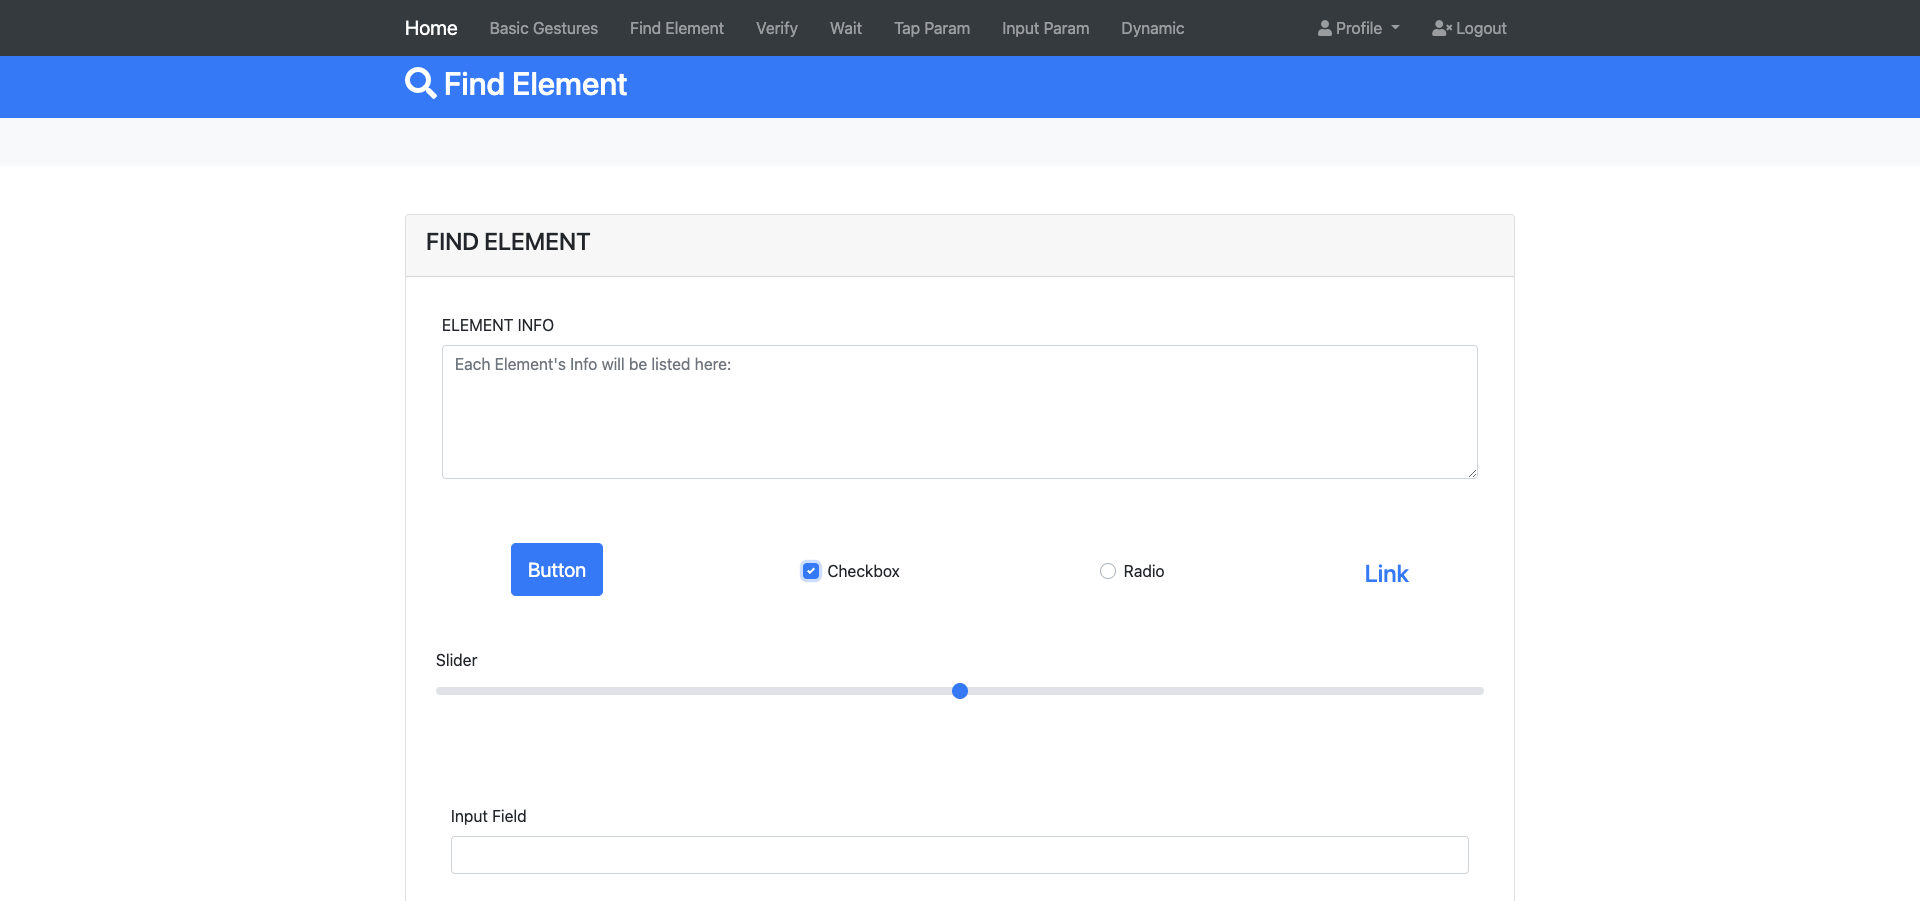 Home Basic Gestures Find Element Verify Wait Tap Param Input Param Dynamic Profile Logout
Find Element
FIND ELEMENT
ELEMENT INFO
Each Element's Info will be listed here:
Button Checkbox Radio Link
Slider
Input Field